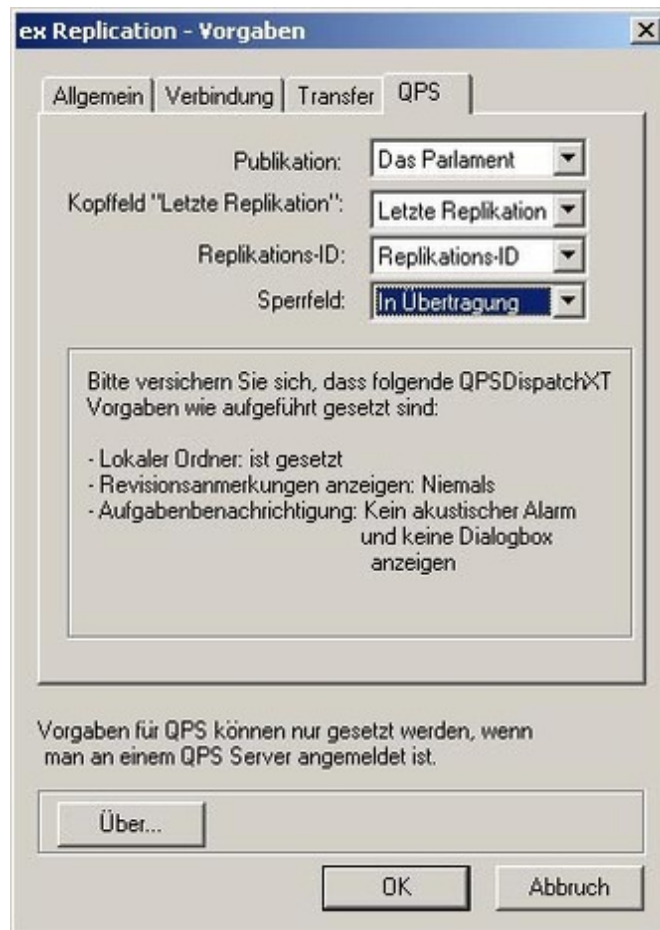 ex Replication - Vorgaben
Allgemein Verbindung Transfer QPS
Publikation: Das Parlament
Kopffeld "Letzte Replikation": Letzte Replikation
Replikations-ID: Replikations-ID
Sperrfeld: In Übertragung
Bitte versichern Sie sich, dass folgende QPSDispatchXT
Vorgaben wie aufgeführt gesetzt sind:
- Lokaler Ordner: ist gesetzt
- Revisionsanmerkungen anzeigen: Niemals
- Aufgabenbenachrichtigung: Kein akustischer Alarm
und keine Dialogbox
anzeigen
Vorgaben für QPS können nur gesetzt werden, wenn
man an einem QPS Server angemeldet ist.
Über...
OK Abbruch